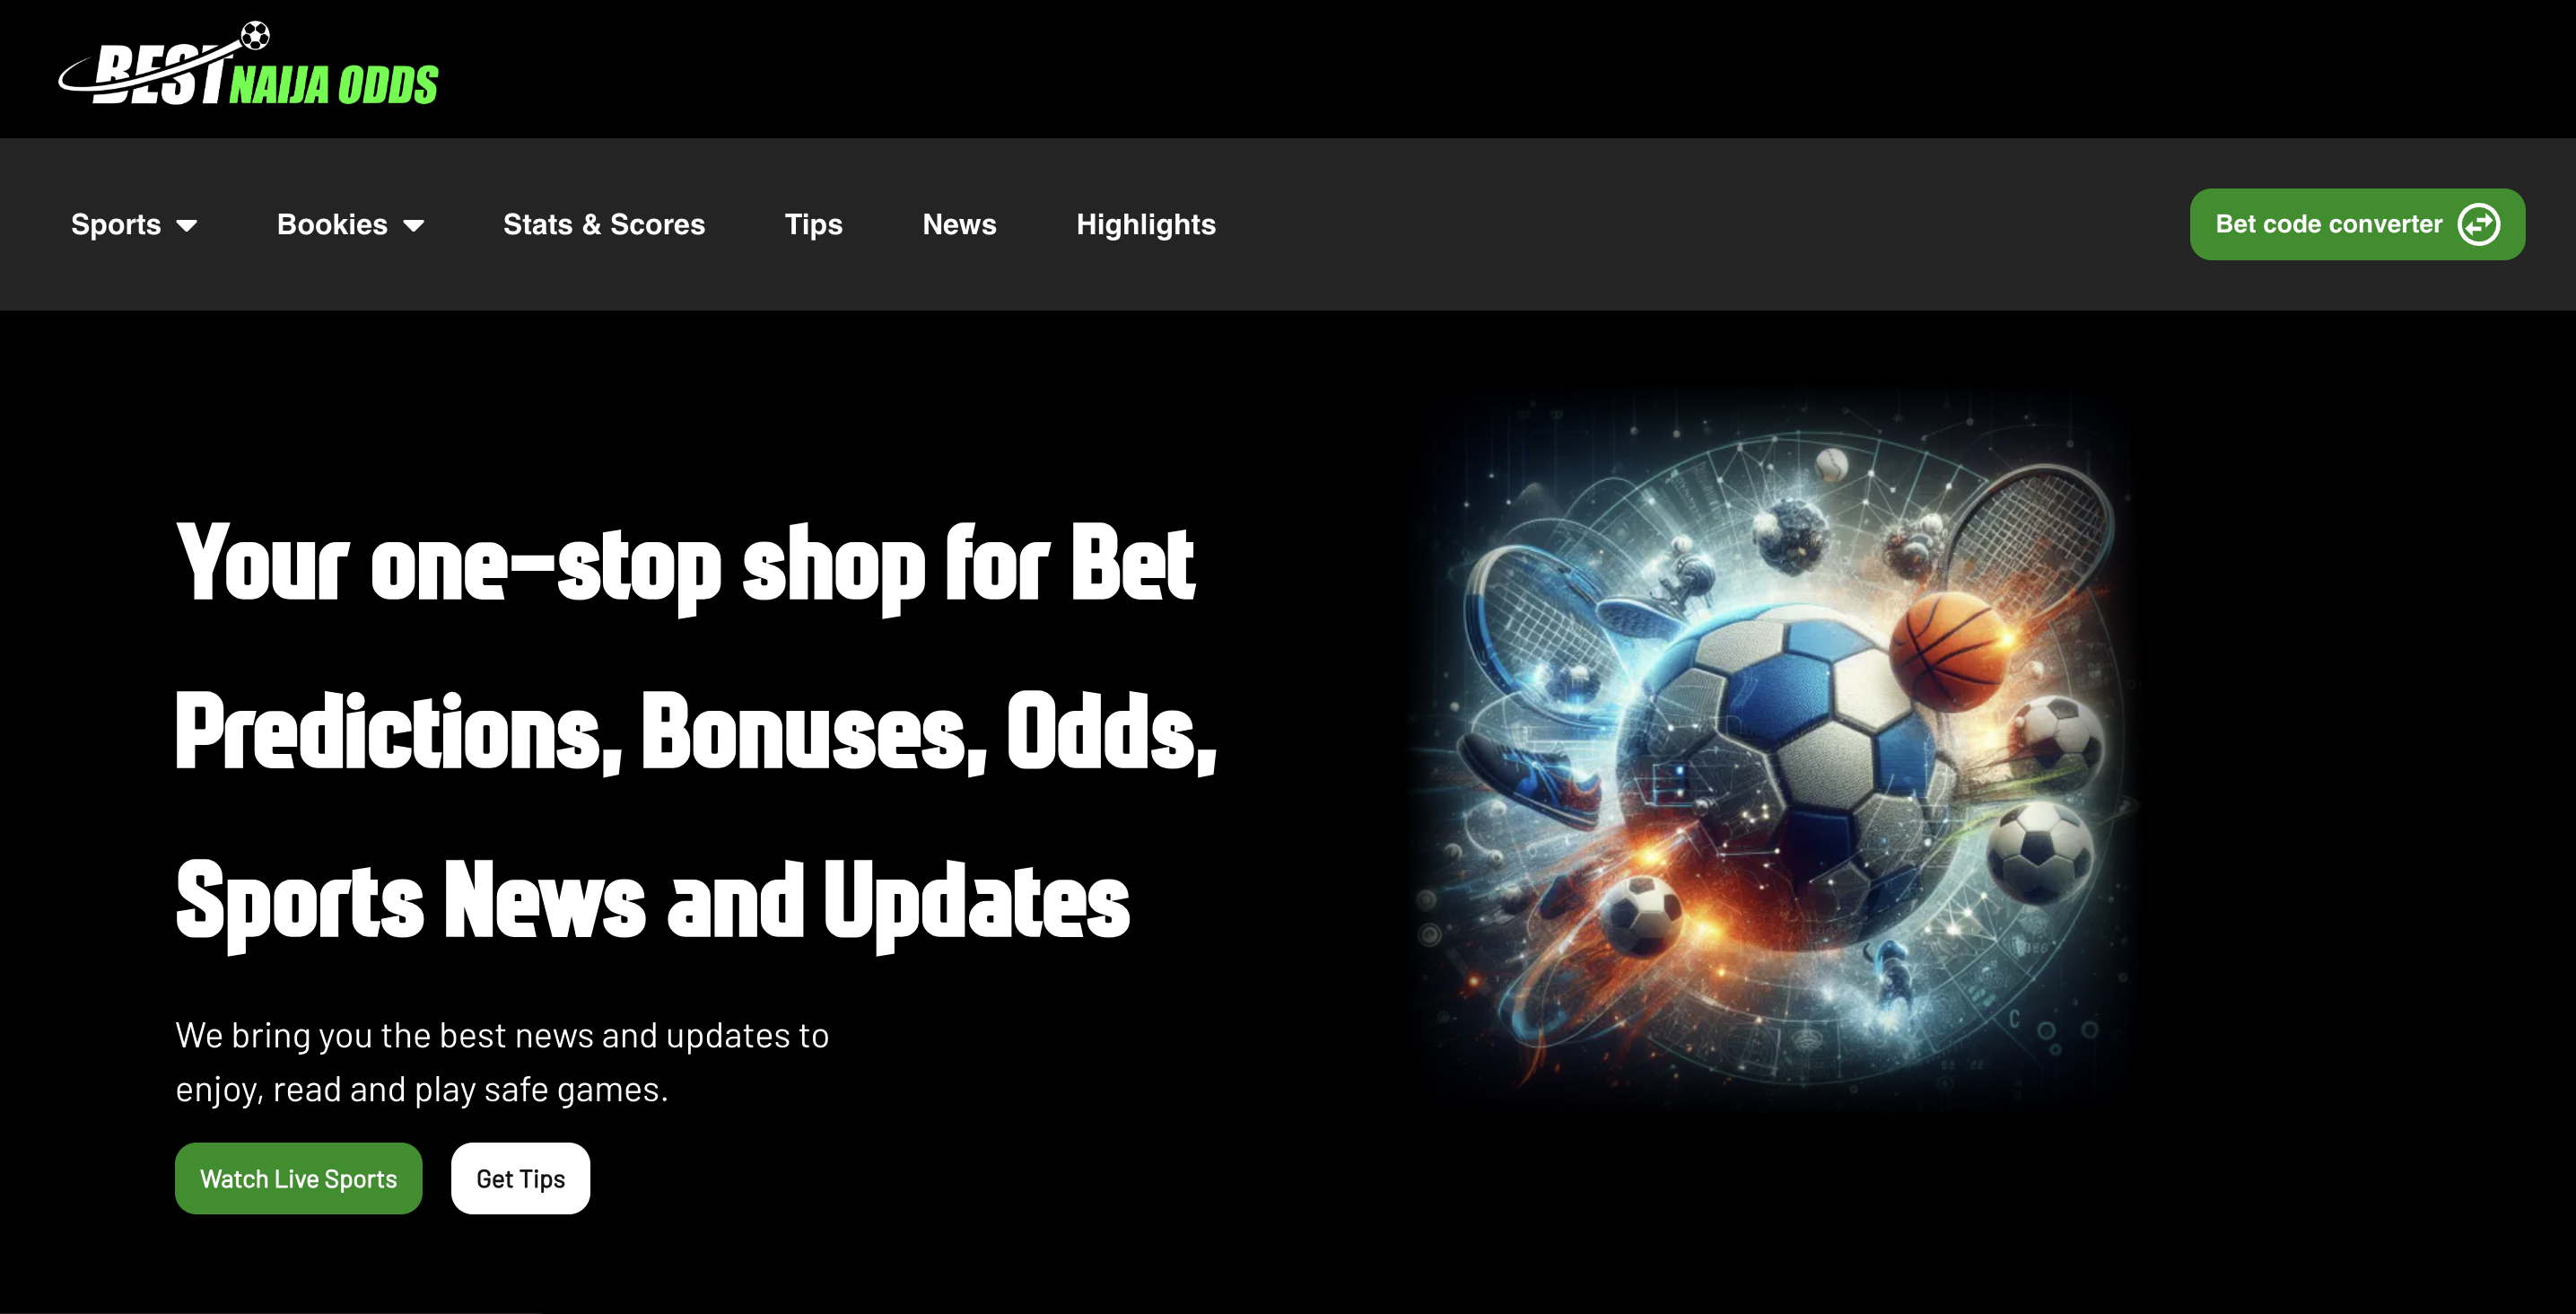 BEST NAIJA ODDS
Sports Bookies Stats & Scores Tips News Highlights Bet code converter
Your one-stop shop for Bet
Predictions, Bonuses, Odds,
Sports News and Updates
We bring you the best news and updates to
enjoy, read and play safe games.
Watch Live Sports Get Tips